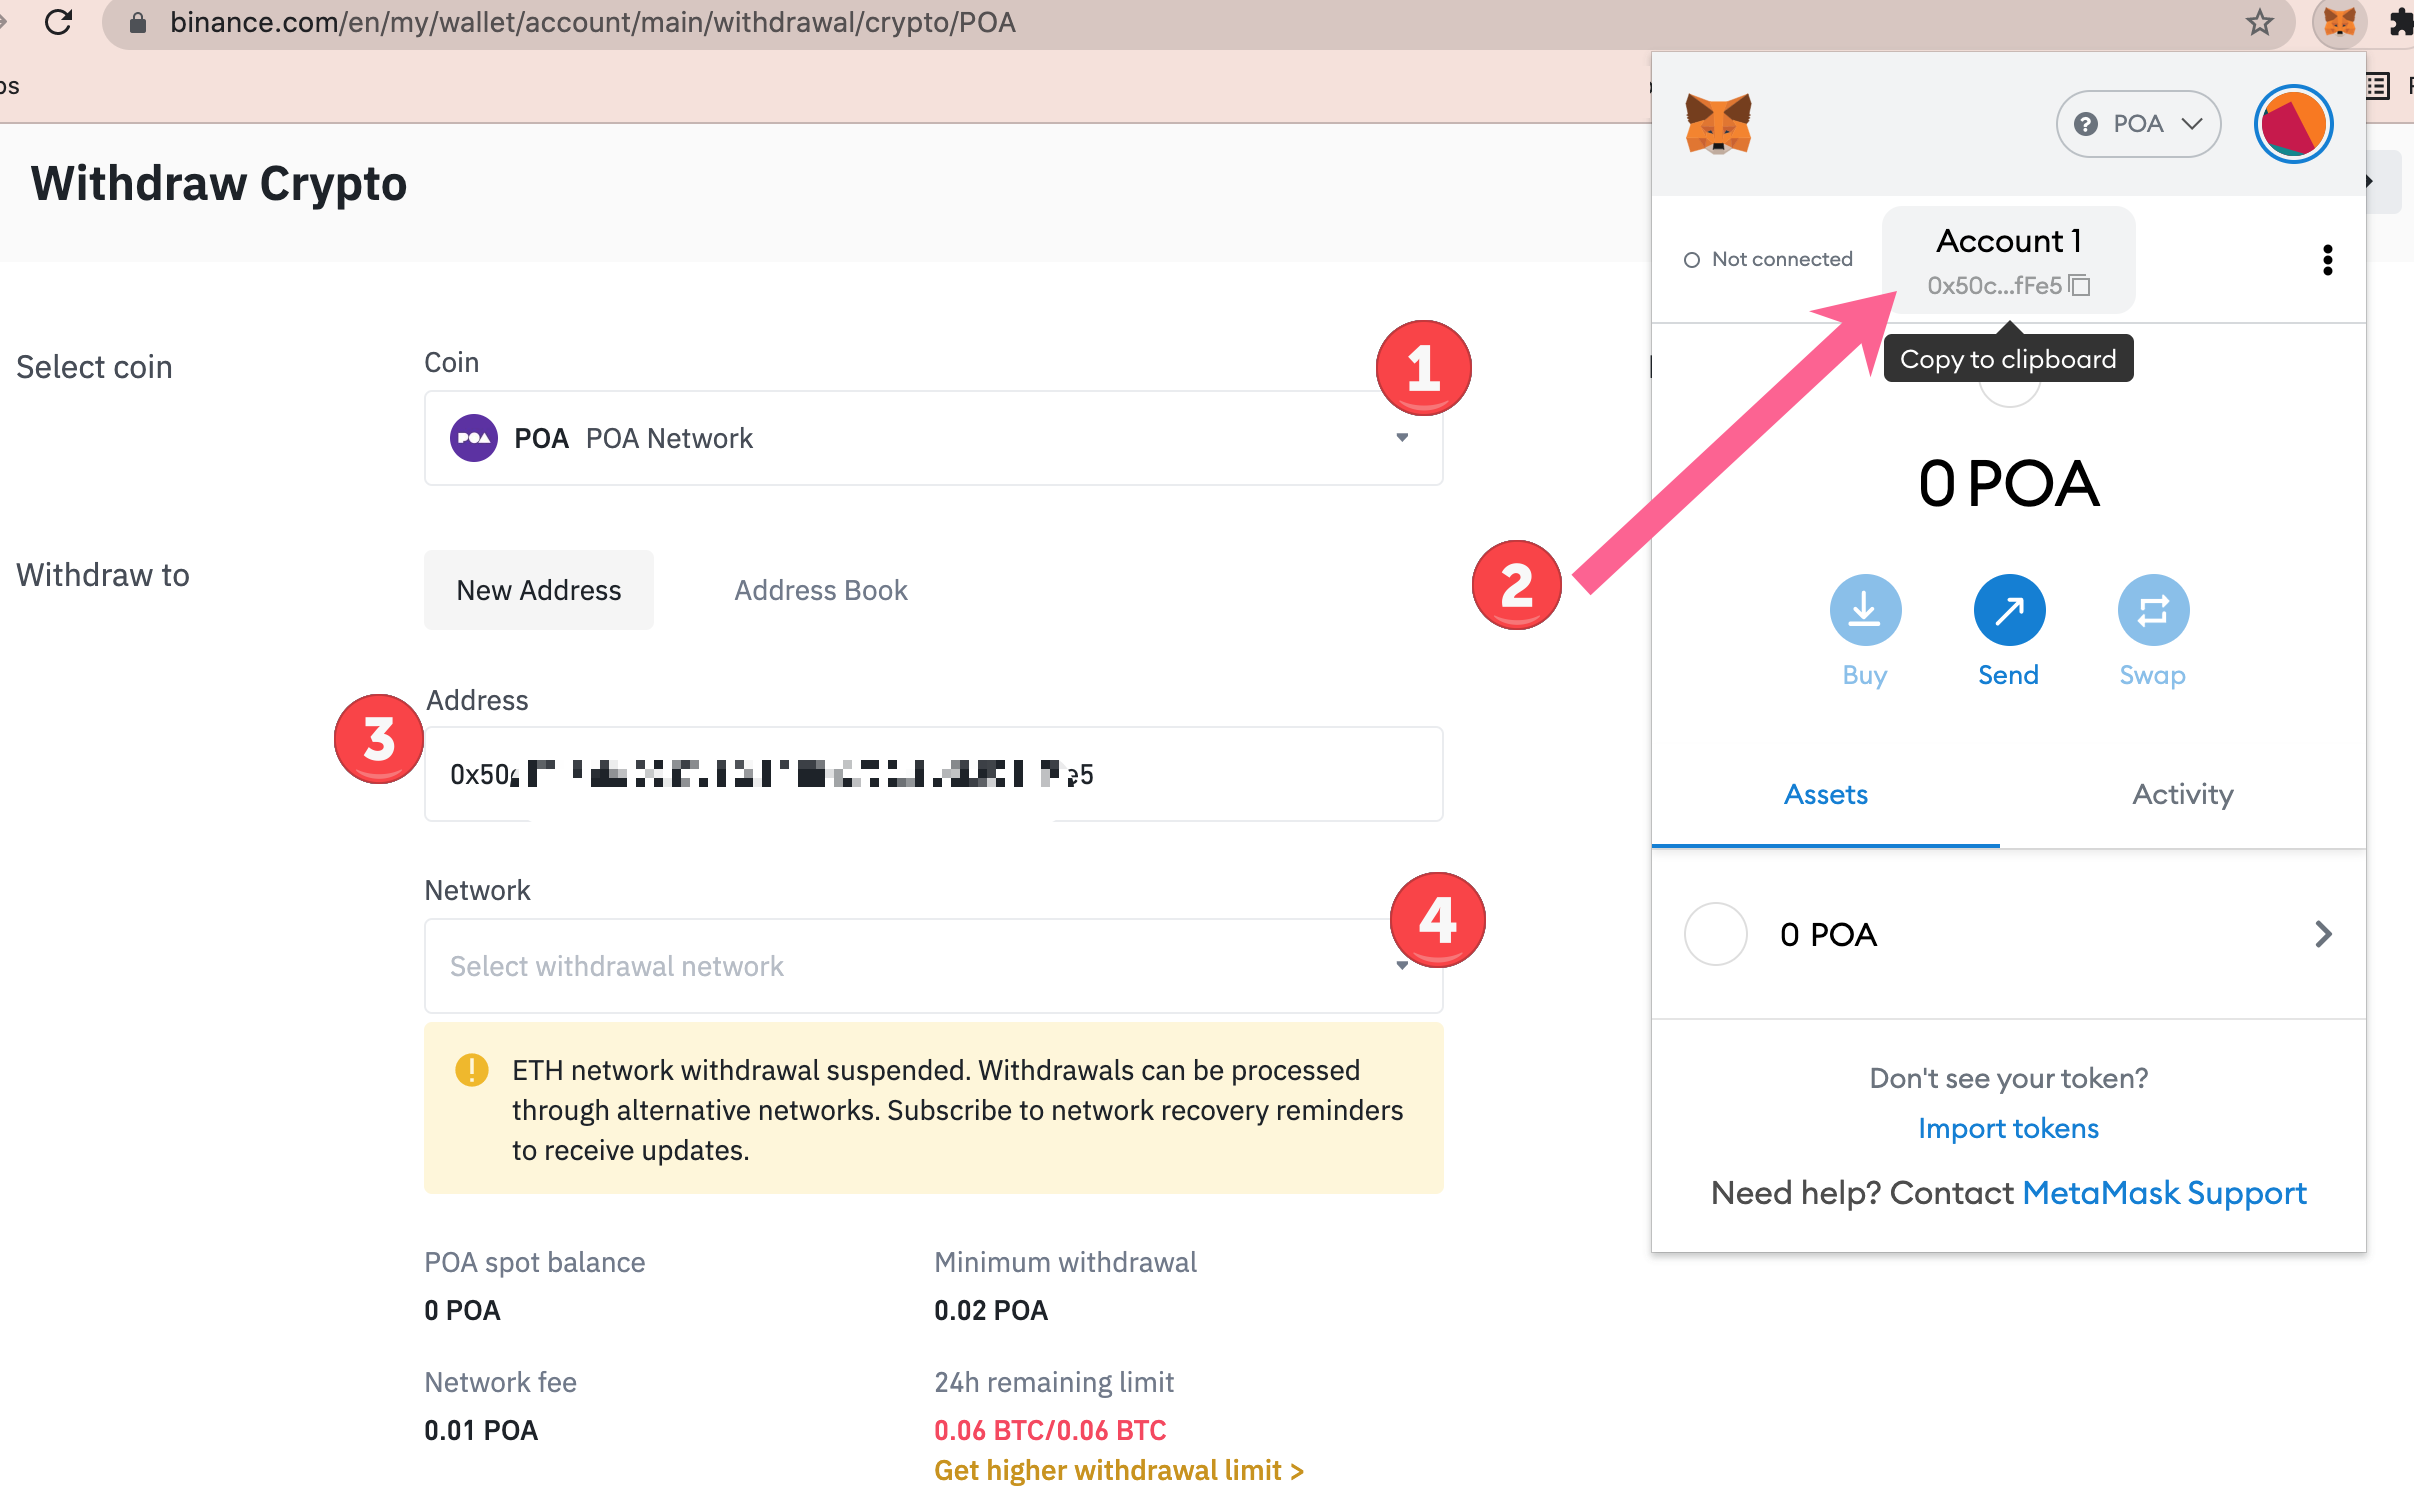 binance.com/en/my/wallet/account/main/withdrawal/crypto/POA
Withdraw Crypto
Select coin
Coin
1
POA POA POA Network
Withdraw to
New Address
Address Book
2
3
Address
0x50
e5
Network
4
Select withdrawal network
ETH network withdrawal suspended. Withdrawals can be processed
through alternative networks. Subscribe to network recovery reminders
to receive updates.
POA spot balance
0 POA
Minimum withdrawal
0.02 POA
Network fee
0.01 POA
24h remaining limit
0.06 BTC/0.06 BTC
Get higher withdrawal limit >
? POA
Not connected
Account 1
0x50c...fFe5
Copy to clipboard
0 POA
Buy
Send
Swap
Assets
Activity
0 POA
Don't see your token?
Import tokens
Need help? Contact MetaMask Support